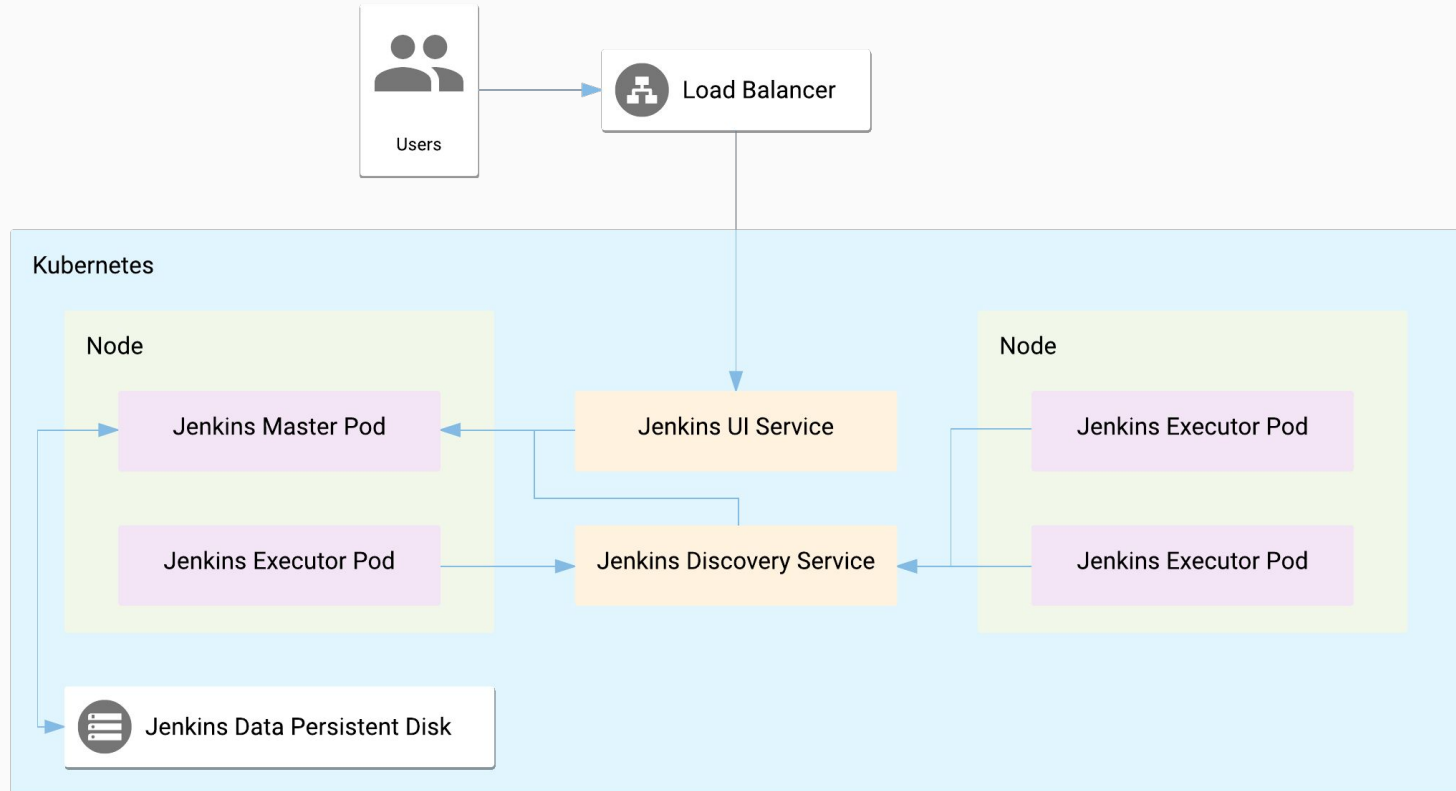 Users
Load Balancer
Kubernetes
Node
Node
Jenkins Master Pod
Jenkins UI Service
Jenkins Executor Pod
Jenkins Executor Pod
Jenkins Discovery Service
Jenkins Executor Pod
Jenkins Data Persistent Disk